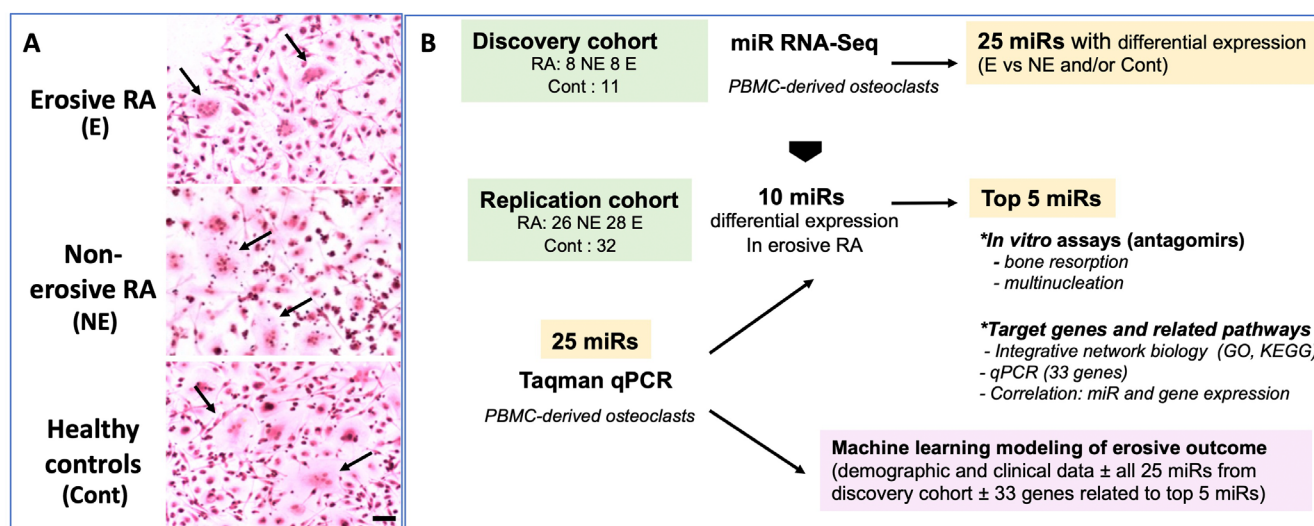 A
Erosive RA
(E)
Non-
erosive RA
(NE)
Healthy
controls
(Cont)
B
Discovery cohort
RA: 8 NE 8 E
Cont : 11
miR RNA-Seq
PBMC-derived osteoclasts
25 miRs with differential expression
(E vs NE and/or Cont)
Replication cohort
RA: 26 NE 28 E
Cont : 32
10 miRs
differential expression
In erosive RA
Top 5 miRs
*In vitro assays (antagomirs)
- bone resorption
- multinucleation
*Target genes and related pathways
- Integrative network biology (GO, KEGG)
- qPCR (33 genes)
- Correlation: miR and gene expression
25 miRs
Taqman qPCR
PBMC-derived osteoclasts
Machine learning modeling of erosive outcome
(demographic and clinical data ± all 25 miRs from
discovery cohort ± 33 genes related to top 5 miRs)